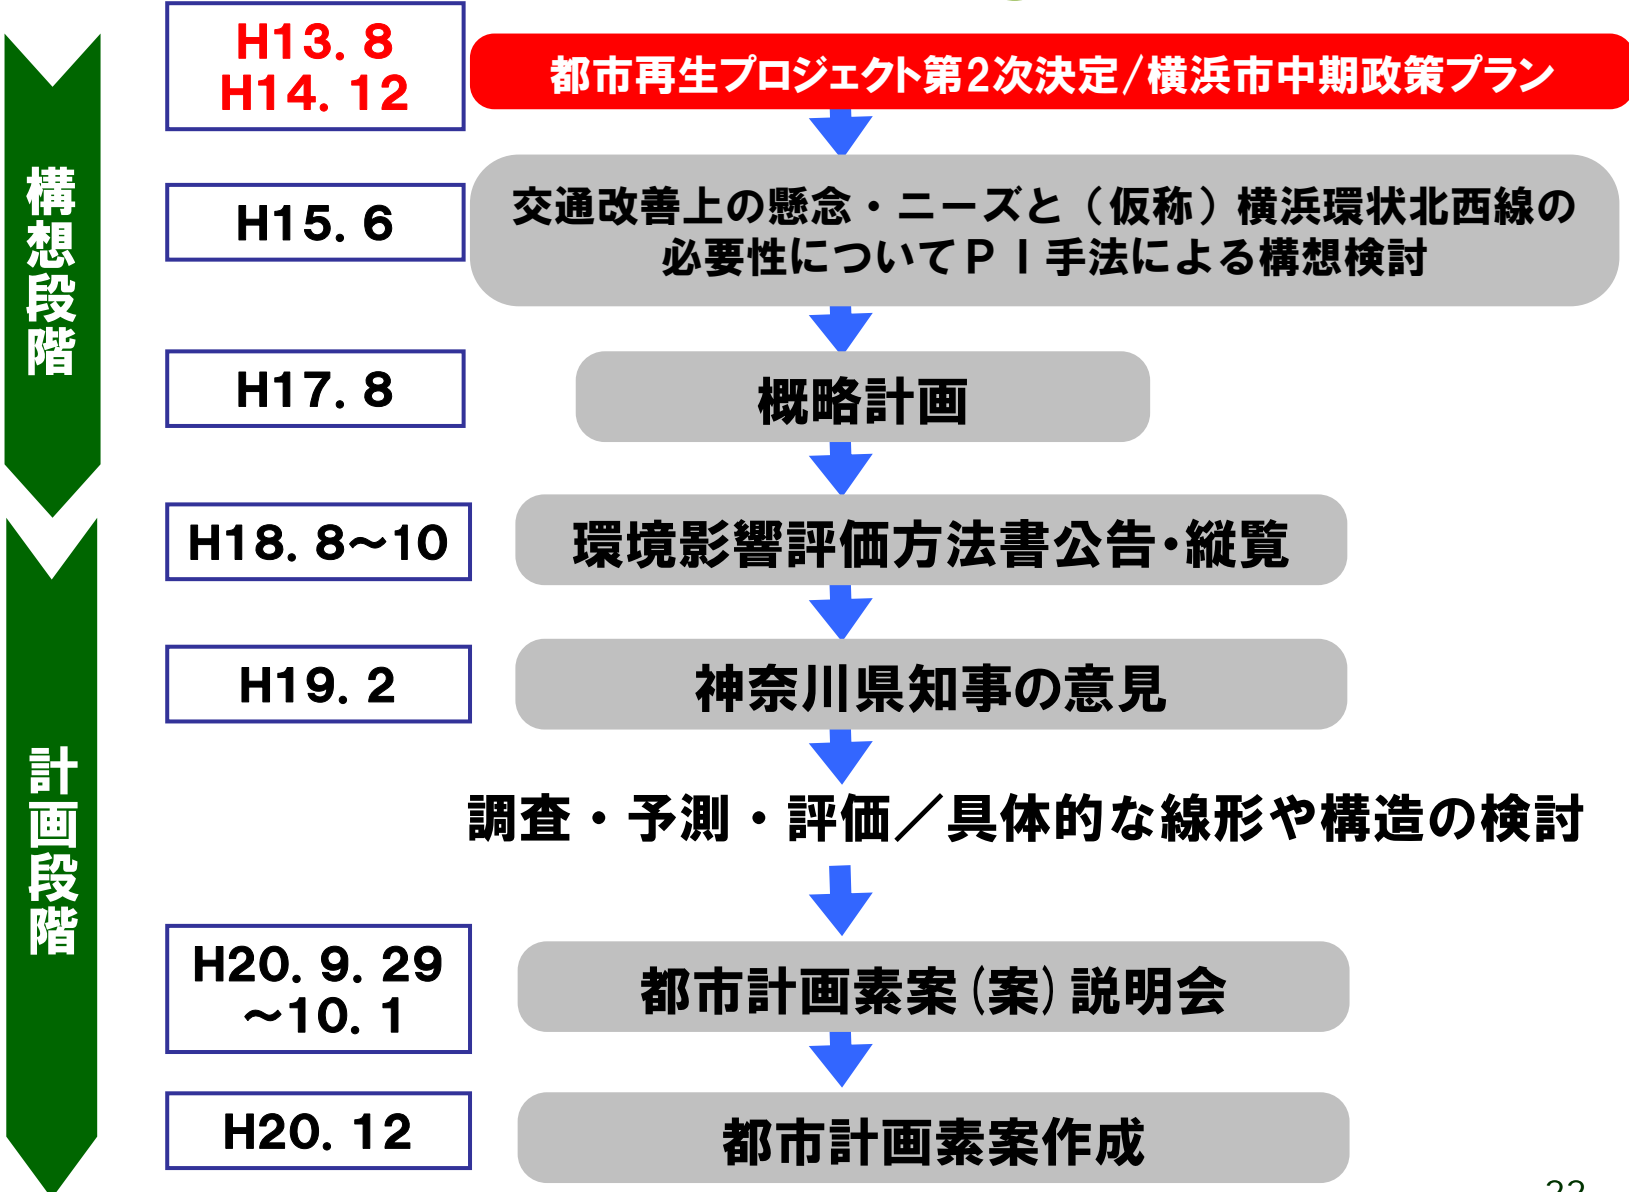 H13. 8
H14. 12
都市再生プロジェクト第2次決定/横浜市中期政策プラン
構想段階
H15. 6
交通改善上の懸念・ニーズと（仮称）横浜環状北西線の
必要性についてＰＩ手法による構想検討
H17. 8
概略計画
H18. 8～10
環境影響評価方法書公告・縦覧
H19. 2
神奈川県知事の意見
計画段階
調査・予測・評価／具体的な線形や構造の検討
H20. 9. 29
～10. 1
都市計画素案(案)説明会
H20. 12
都市計画素案作成